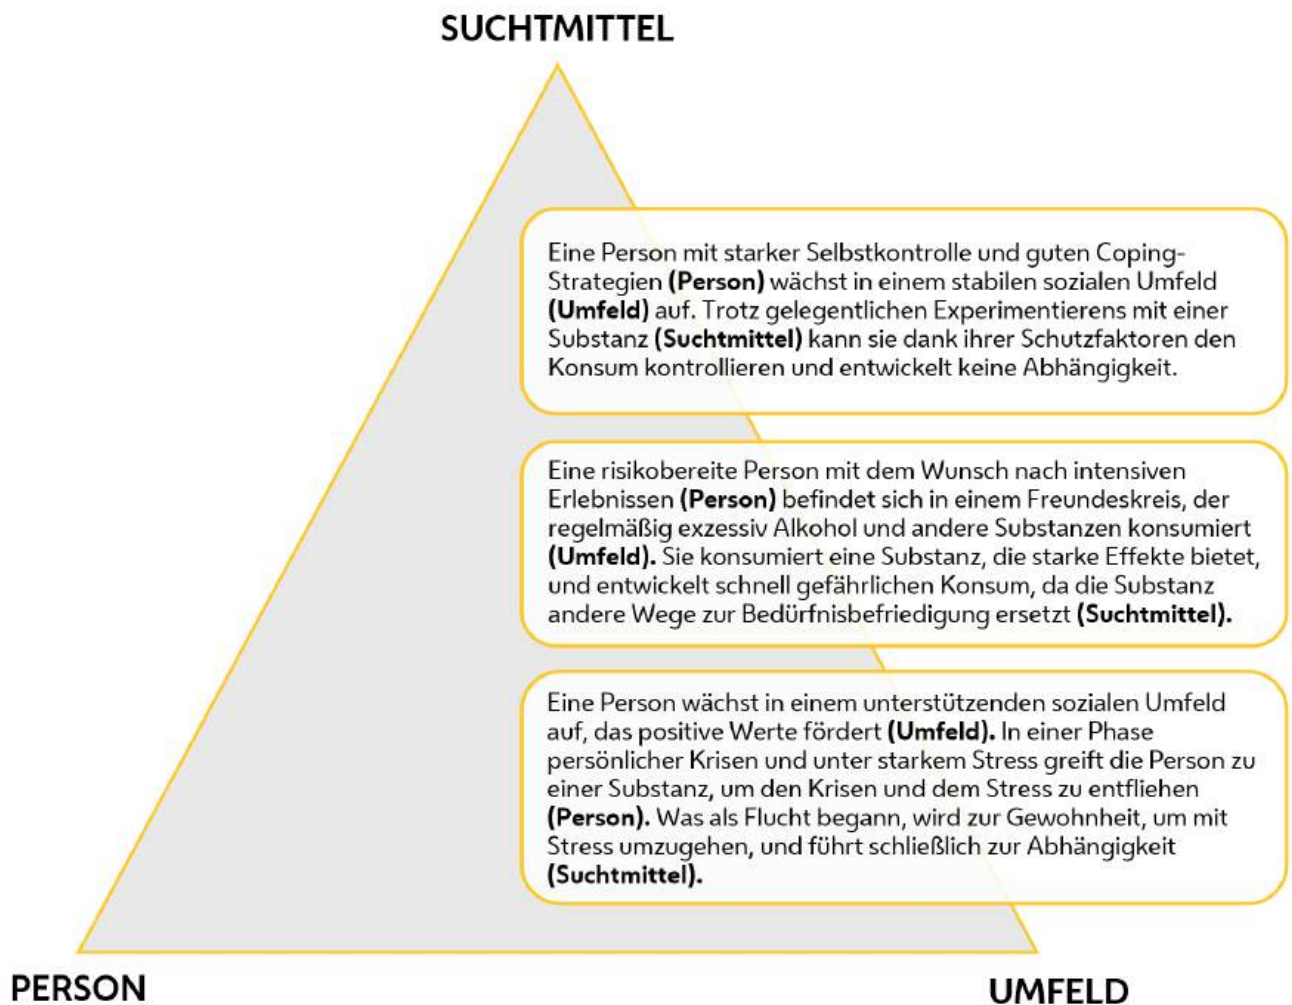 SUCHTMITTEL
Eine Person mit starker Selbstkontrolle und guten Coping-
Strategien (Person) wächst in einem stabilen sozialen Umfeld
(Umfeld) auf. Trotz gelegentlichen Experimentierens mit einer
Substanz (Suchtmittel) kann sie dank ihrer Schutzfaktoren den
Konsum kontrollieren und entwickelt keine Abhängigkeit.
Eine risikobereite Person mit dem Wunsch nach intensiven
Erlebnissen (Person) befindet sich in einem Freundeskreis, der
regelmäßig exzessiv Alkohol und andere Substanzen konsumiert
(Umfeld). Sie konsumiert eine Substanz, die starke Effekte bietet,
und entwickelt schnell gefährlichen Konsum, da die Substanz
andere Wege zur Bedürfnisbefriedigung ersetzt (Suchtmittel).
Eine Person wächst in einem unterstützenden sozialen Umfeld
auf, das positive Werte fördert (Umfeld). In einer Phase
persönlicher Krisen und unter starkem Stress greift die Person zu
einer Substanz, um den Krisen und dem Stress zu entfliehen
(Person). Was als Flucht begann, wird zur Gewohnheit, um mit
Stress umzugehen, und führt schließlich zur Abhängigkeit
(Suchtmittel).
PERSON
UMFELD